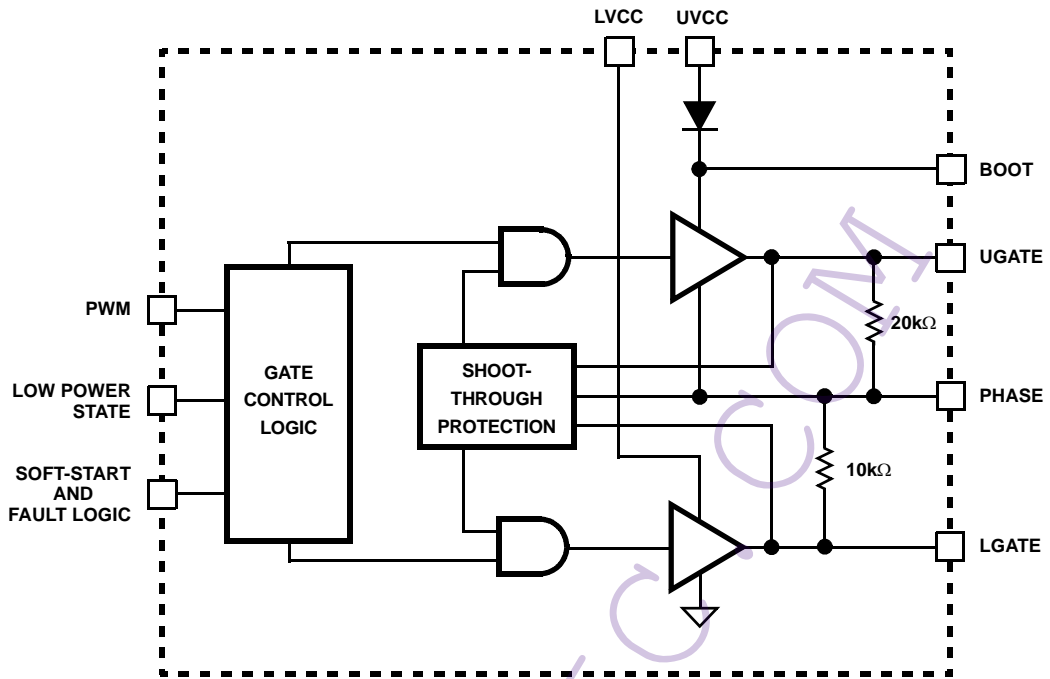 LVCC
UVCC
BOOT
UGATE
20kΩ
PHASE
10kΩ
LGATE
PWM
LOW POWER
STATE
SOFT-START
AND
FAULT LOGIC
GATE
CONTROL
LOGIC
SHOOT-
THROUGH
PROTECTION
C.COM